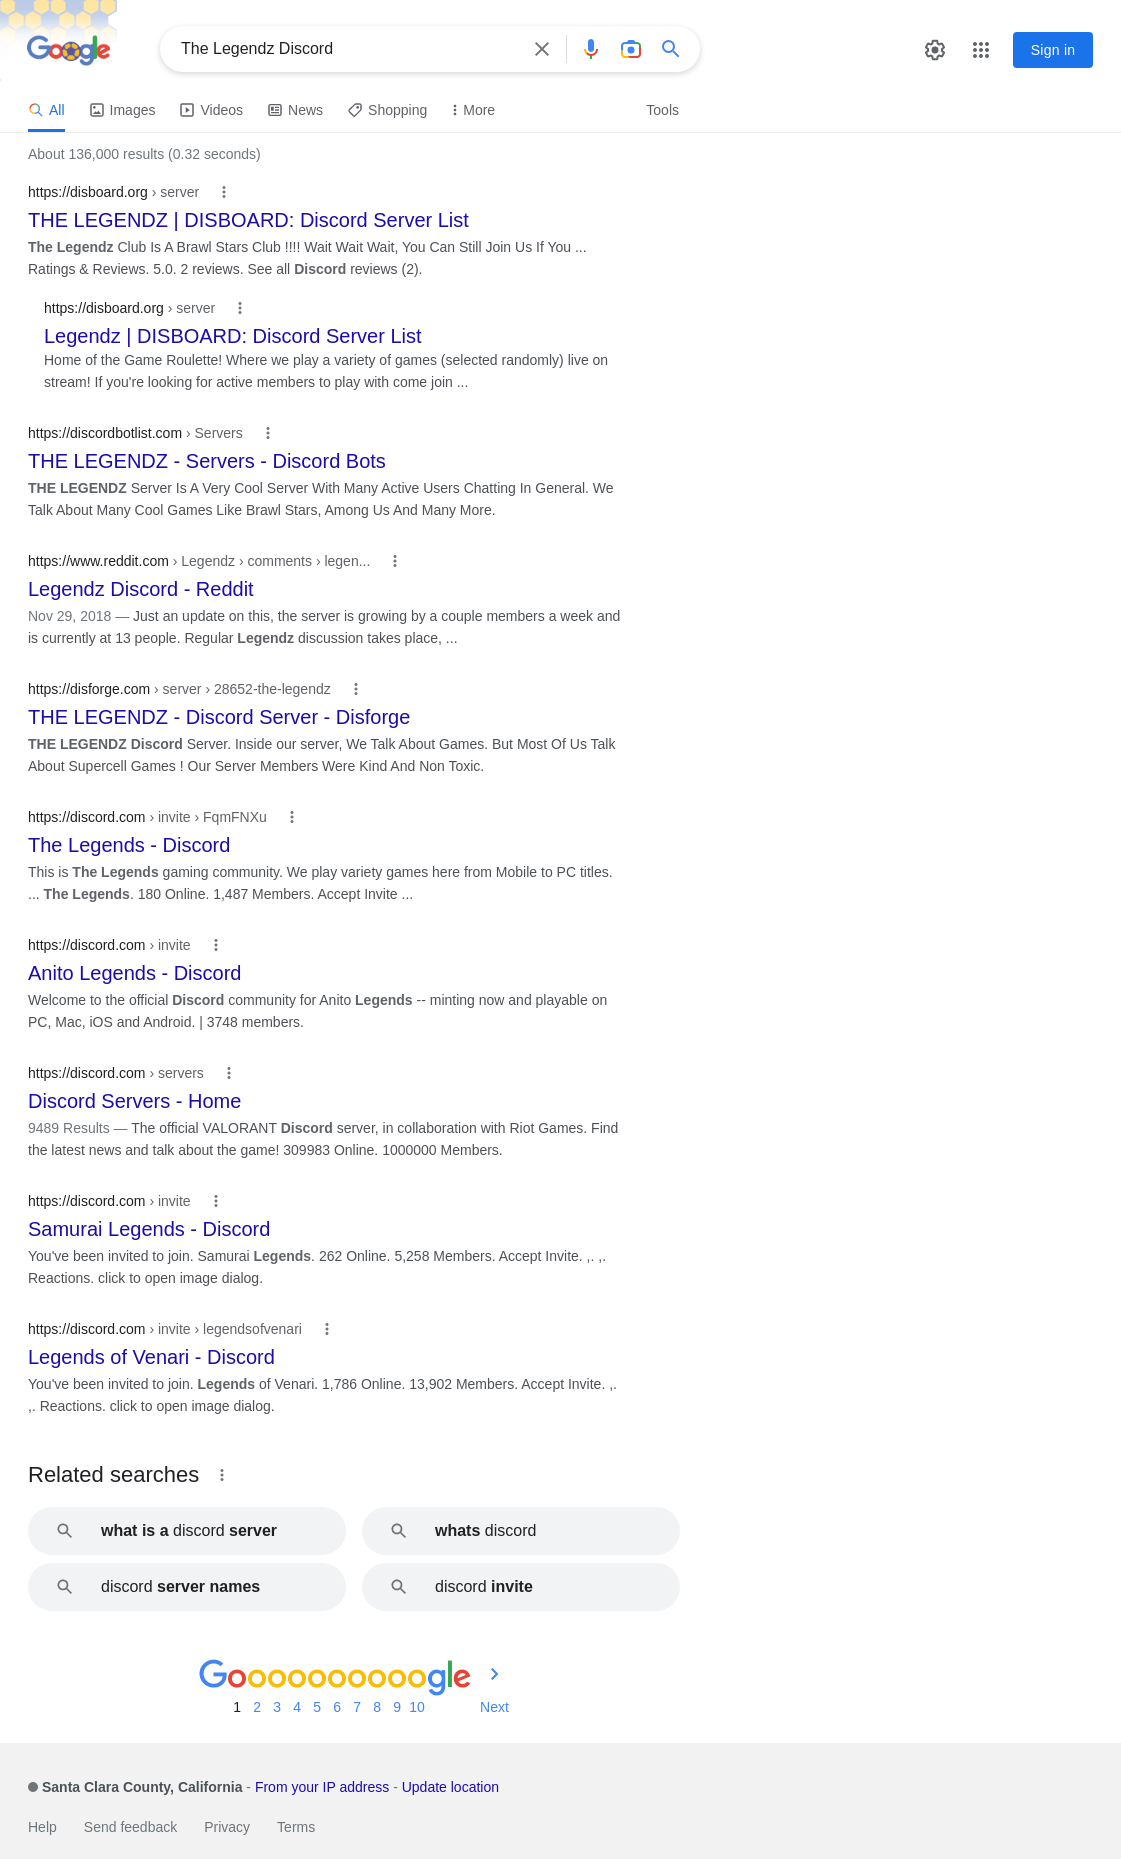 Google
The Legendz Discord
Sign in
All Images Videos News Shopping More Tools
About 136,000 results (0.32 seconds)
https://disboard.org › server
THE LEGENDZ | DISBOARD: Discord Server List
The Legendz Club Is A Brawl Stars Club !!!! Wait Wait Wait, You Can Still Join Us If You ...
Ratings & Reviews. 5.0. 2 reviews. See all Discord reviews (2).
https://disboard.org › server
Legendz | DISBOARD: Discord Server List
Home of the Game Roulette! Where we play a variety of games (selected randomly) live on
stream! If you're looking for active members to play with come join ...
https://discordbotlist.com › Servers
THE LEGENDZ - Servers - Discord Bots
THE LEGENDZ Server Is A Very Cool Server With Many Active Users Chatting In General. We
Talk About Many Cool Games Like Brawl Stars, Among Us And Many More.
https://www.reddit.com › Legendz › comments › legen...
Legendz Discord - Reddit
Nov 29, 2018 — Just an update on this, the server is growing by a couple members a week and
is currently at 13 people. Regular Legendz discussion takes place, ...
https://disforge.com › server › 28652-the-legendz
THE LEGENDZ - Discord Server - Disforge
THE LEGENDZ Discord Server. Inside our server, We Talk About Games. But Most Of Us Talk
About Supercell Games ! Our Server Members Were Kind And Non Toxic.
https://discord.com › invite › FqmFNXu
The Legends - Discord
This is The Legends gaming community. We play variety games here from Mobile to PC titles.
... The Legends. 180 Online. 1,487 Members. Accept Invite ...
https://discord.com › invite
Anito Legends - Discord
Welcome to the official Discord community for Anito Legends -- minting now and playable on
PC, Mac, iOS and Android. | 3748 members.
https://discord.com › servers
Discord Servers - Home
9489 Results — The official VALORANT Discord server, in collaboration with Riot Games. Find
the latest news and talk about the game! 309983 Online. 1000000 Members.
https://discord.com › invite
Samurai Legends - Discord
You've been invited to join. Samurai Legends. 262 Online. 5,258 Members. Accept Invite. ,. ,.
Reactions. click to open image dialog.
https://discord.com › invite › legendsofvenari
Legends of Venari - Discord
You've been invited to join. Legends of Venari. 1,786 Online. 13,902 Members. Accept Invite. ,.
,. Reactions. click to open image dialog.
Related searches
what is a discord server
whats discord
discord server names
discord invite
Goooooooooogle
1 2 3 4 5 6 7 8 9 10 Next
Santa Clara County, California - From your IP address - Update location
Help Send feedback Privacy Terms